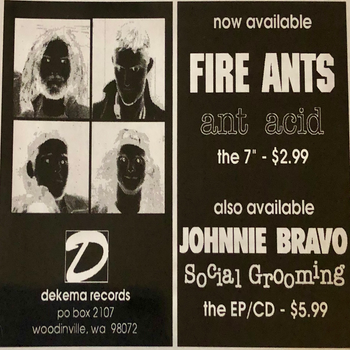 D
dekema records
po box 2107
woodinville, wa 98072
now available
FIRE ANTS
ant acid
the 7" - $2.99
also available
JOHNNIE BRAVO
Social Grooming
the EP/CD - $5.99